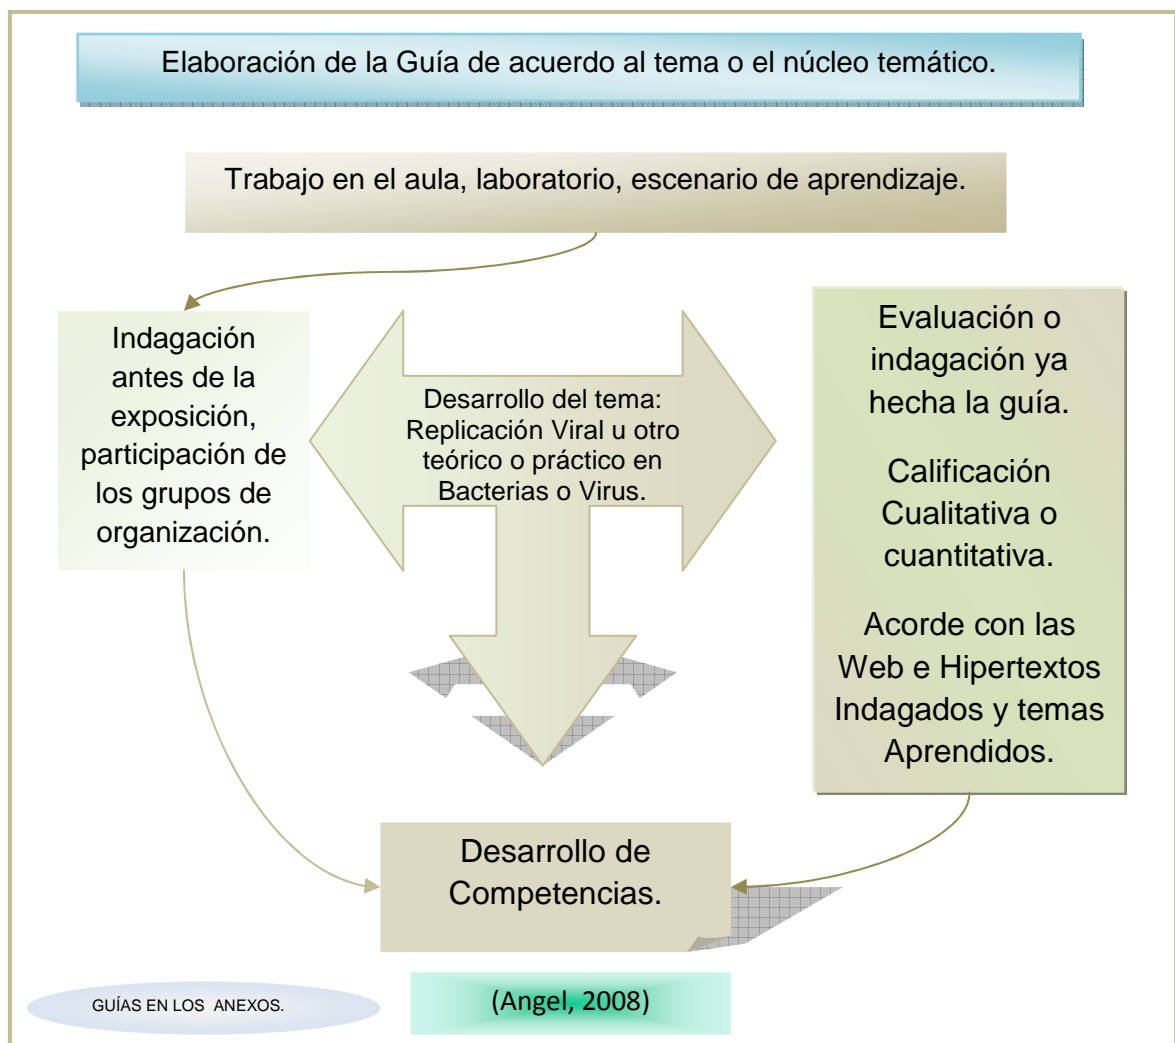 Elaboración de la Guía de acuerdo al tema o el núcleo temático.
Trabajo en el aula, laboratorio, escenario de aprendizaje.
Indagación
antes de la
exposición,
participación de
los grupos de
organización.
Desarrollo del tema:
Replicación Viral u otro
teórico o práctico en
Bacterias o Virus.
Evaluación o
indagación ya
hecha la guía.
Calificación
Cualitativa o
cuantitativa.
Acorde con las
Web e Hipertextos
Indagados y temas
Aprendidos.
Desarrollo de
Competencias.
GUÍAS EN LOS ANEXOS.
(Angel, 2008)